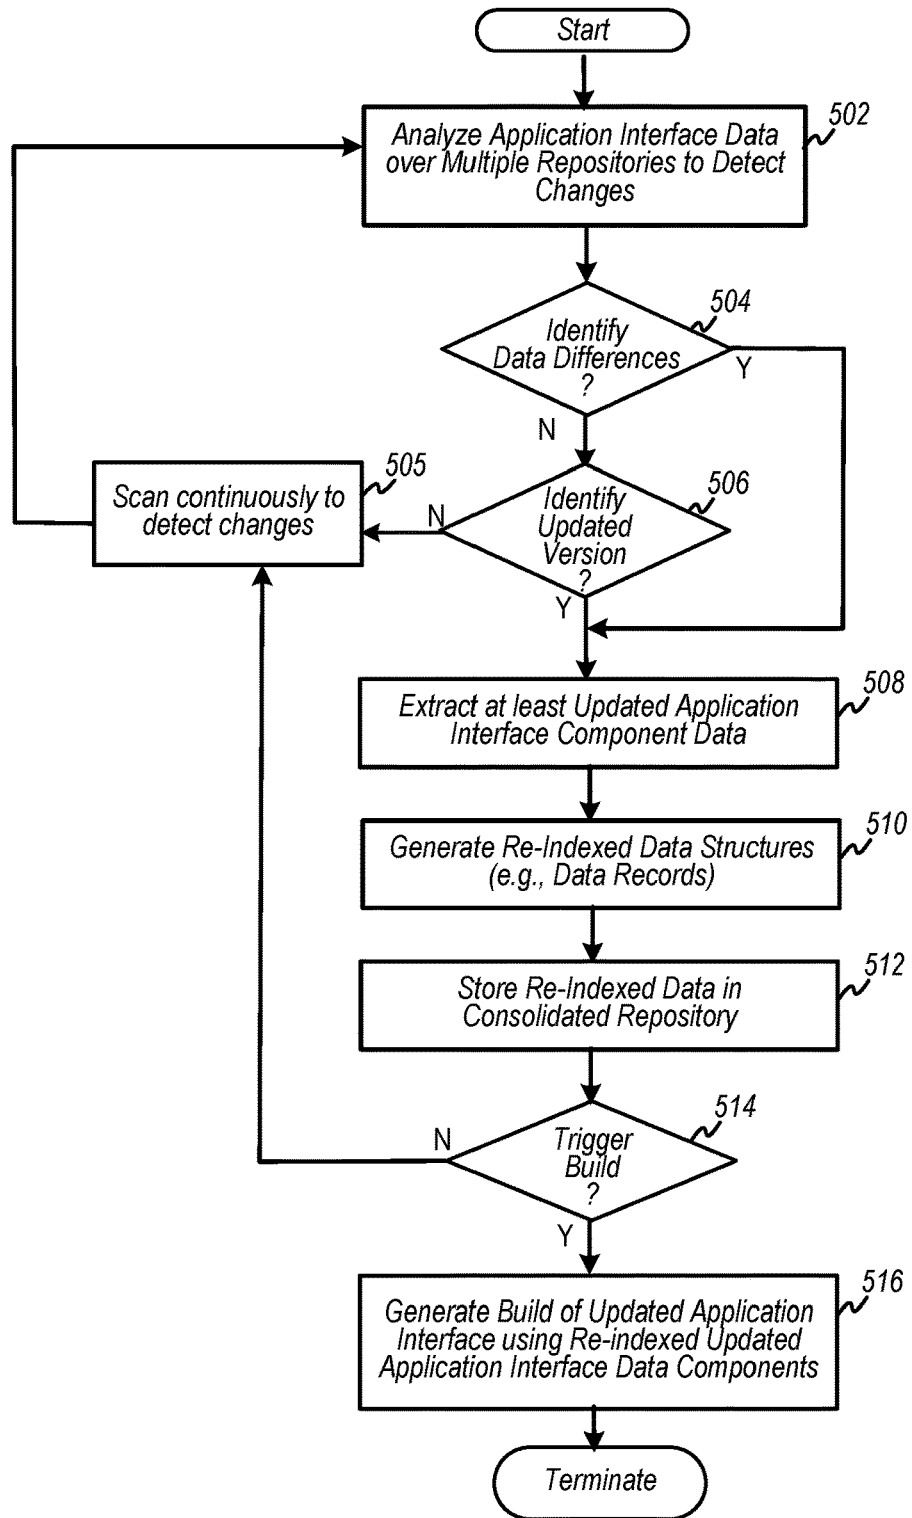 Start
502
Analyze Application Interface Data
over Multiple Repositories to Detect
Changes
504
Identify
Data Differences
?
Y
N
505
Scan continuously to
detect changes
N
506
Identify
Updated
Version
?
Y
508
Extract at least Updated Application
Interface Component Data
510
Generate Re-Indexed Data Structures
(e.g., Data Records)
512
Store Re-Indexed Data in
Consolidated Repository
514
N
Trigger
Build
?
Y
516
Generate Build of Updated Application
Interface using Re-indexed Updated
Application Interface Data Components
Terminate